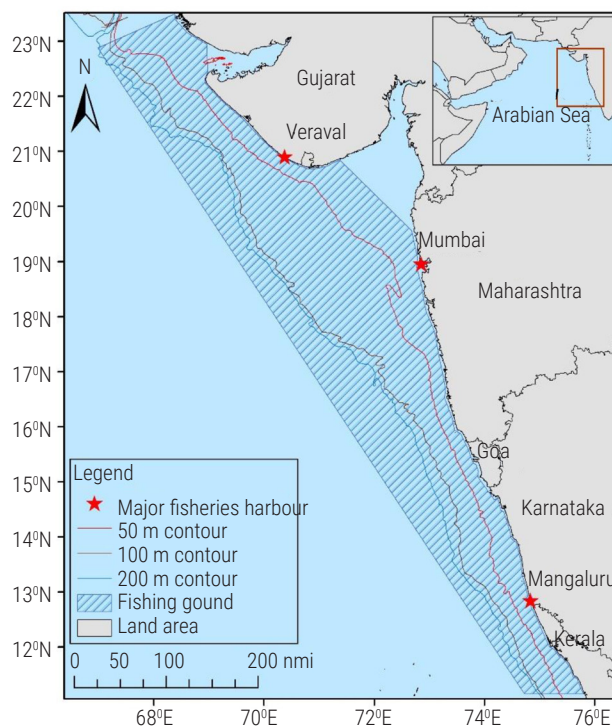 23⁰N
22⁰N
21⁰N
20⁰N
19⁰N
18⁰N
17⁰N
16⁰N
15⁰N
14⁰N
13⁰N
12⁰N
N
Gujarat
Veraval
Arabian Sea
Mumbai
Maharashtra
Goa
Karnataka
Mangaluru
Kerala
Legend
Major fisheries harbour
50 m contour
100 m contour
200 m contour
Fishing gound
Land area
0 50 100 200 nmi
68⁰E 70⁰E 72⁰E 74⁰E 76⁰E